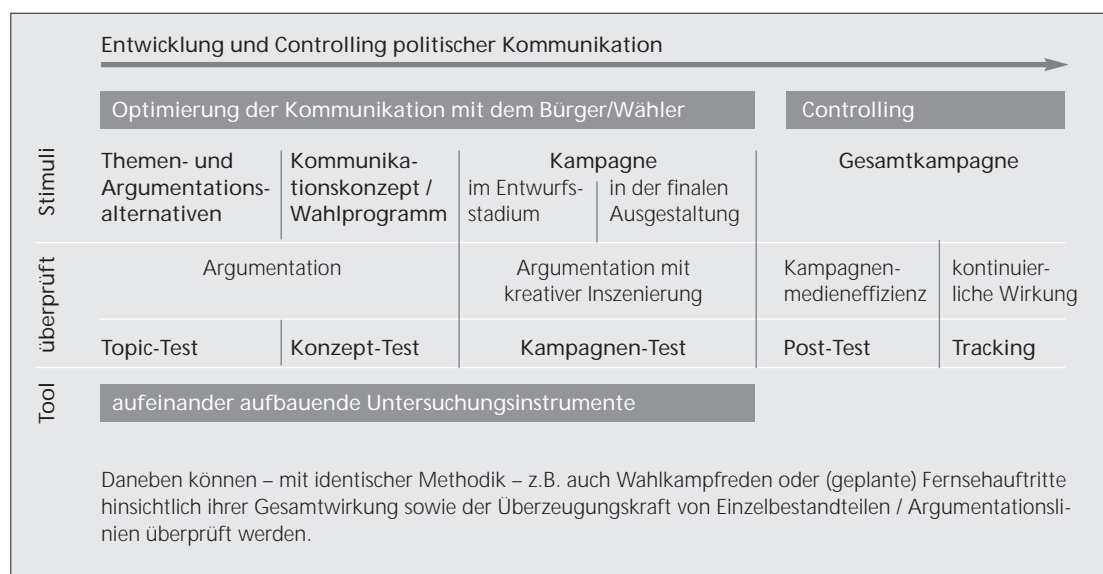 Entwicklung und Controlling politischer Kommunikation
Optimierung der Kommunikation mit dem Bürger/Wähler
Controlling
Stimuli
Themen- und
Argumentations-
alternativen
Kommunika-
tionskonzept /
Wahlprogramm
Kampagne
im Entwurfs-
stadium
in der finalen
Ausgestaltung
Gesamtkampagne
überprüft
Argumentation
Argumentation mit
kreativer Inszenierung
Kampagnen-
medieneffizienz
kontinuier-
liche Wirkung
Tool
Topic-Test
Konzept-Test
Kampagnen-Test
Post-Test
Tracking
aufeinander aufbauende Untersuchungsinstrumente
Daneben können – mit identischer Methodik – z.B. auch Wahlkampfreden oder (geplante) Fernsehauftritte
hinsichtlich ihrer Gesamtwirkung sowie der Überzeugungskraft von Einzelbestandteilen / Argumentationsli-
nien überprüft werden.